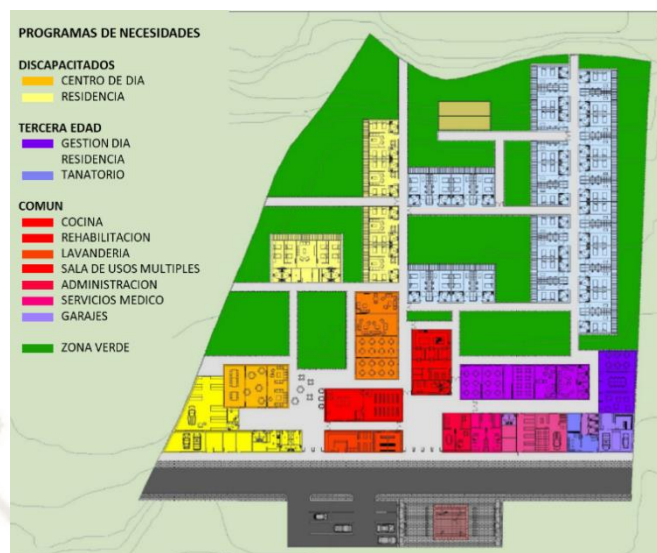 PROGRAMAS DE NECESIDADES
DISCAPACITADOS
CENTRO DE DIA
RESIDENCIA
TERCERA EDAD
GESTION DIA
RESIDENCIA
TANATORIO
COMUN
COCINA
REHABILITACION
LAVANDERIA
SALA DE USOS MULTIPLES
ADMINISTRACION
SERVICIOS MEDICO
GARAJES
ZONA VERDE